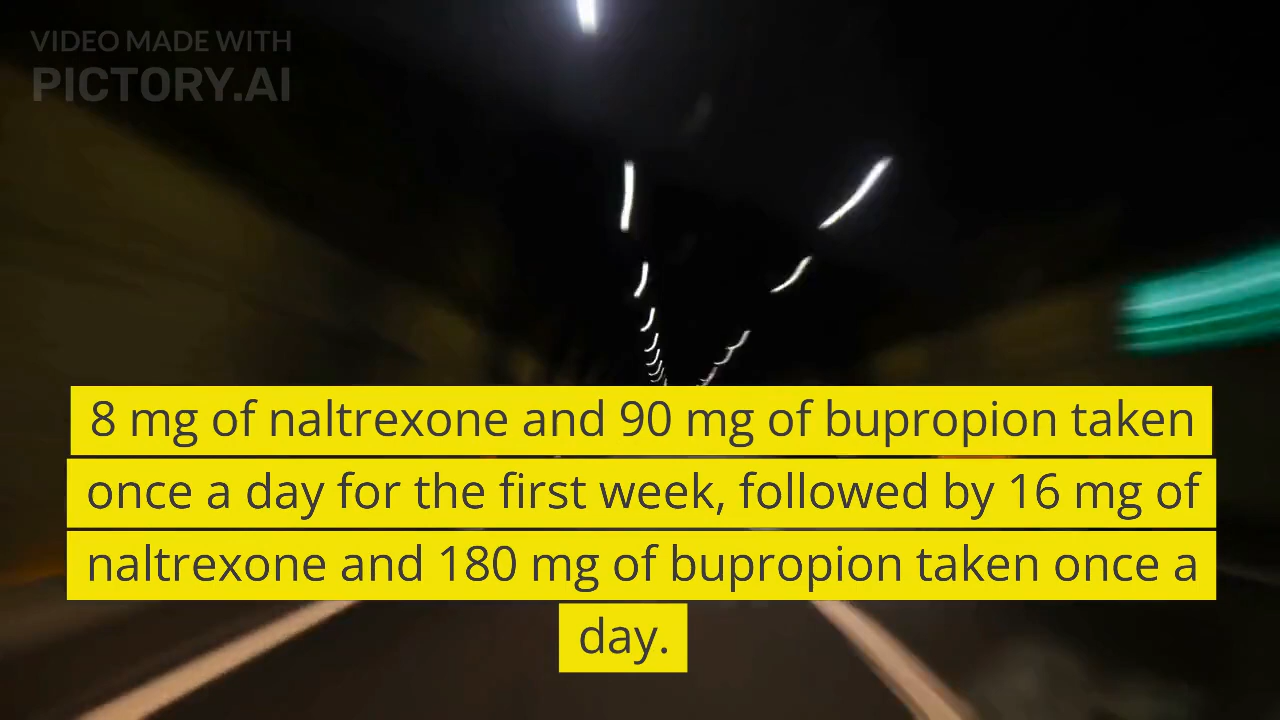 VIDEO MADE WITH
PICTORY.AI
8 mg of naltrexone and 90 mg of bupropion taken
once a day for the first week, followed by 16 mg of
naltrexone and 180 mg of bupropion taken once a
day.